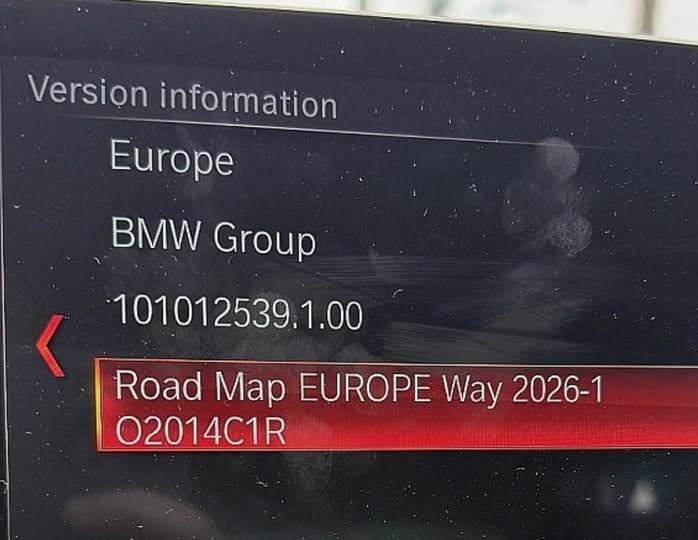 Version information
Europe
BMW Group
101012539.1.00
Road Map EUROPE Way 2026-1
O2014C1R